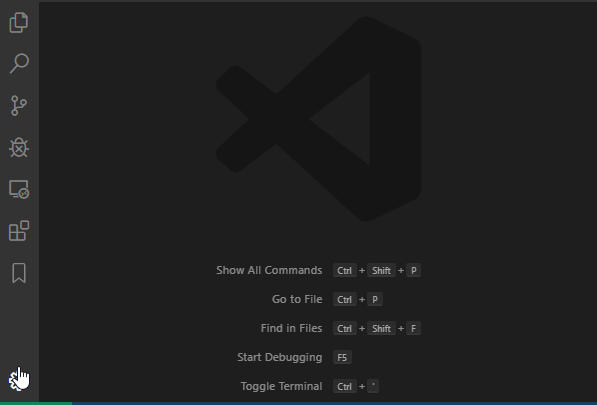 Show All Commands Ctrl + Shift + P
Go to File Ctrl + P
Find in Files Ctrl + Shift + F
Start Debugging F5
Toggle Terminal Ctrl + `